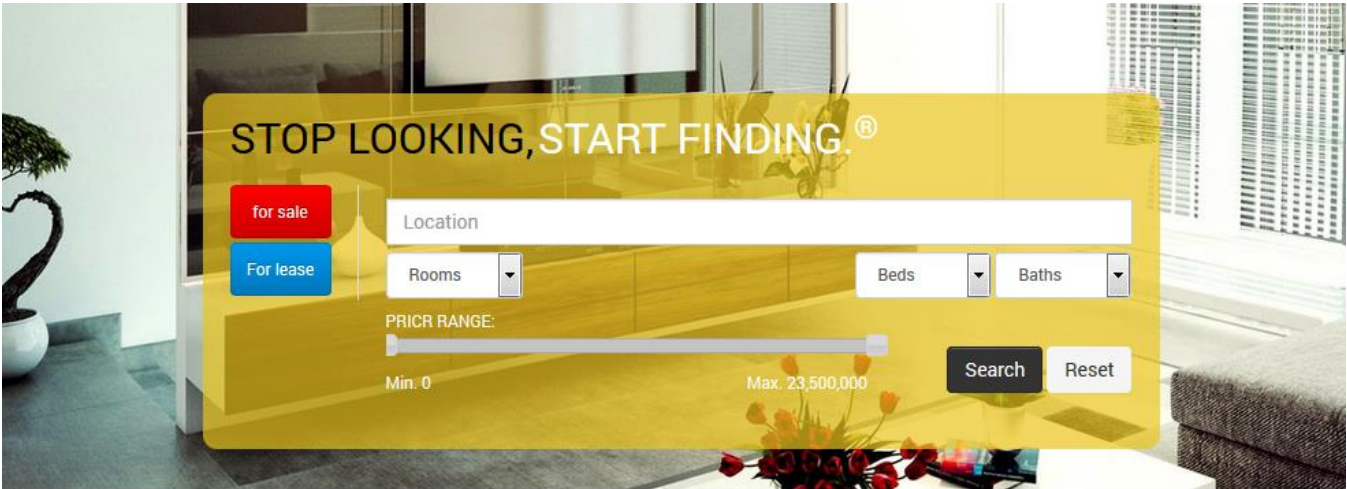 STOP LOOKING, START FINDING.®
for sale
Location
For lease
Rooms
Beds
Baths
PRICR RANGE:
Min. 0
Max. 23,500,000
Search
Reset